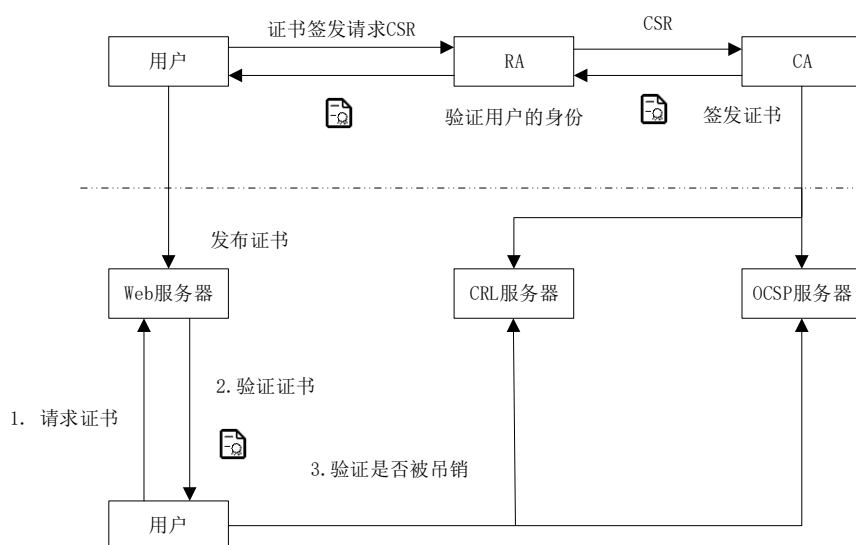 证书签发请求CSR
CSR
用户
RA
CA
验证用户的身份
签发证书
发布证书
Web服务器
CRL服务器
OCSP服务器
2.验证证书
1. 请求证书
3.验证是否被吊销
用户